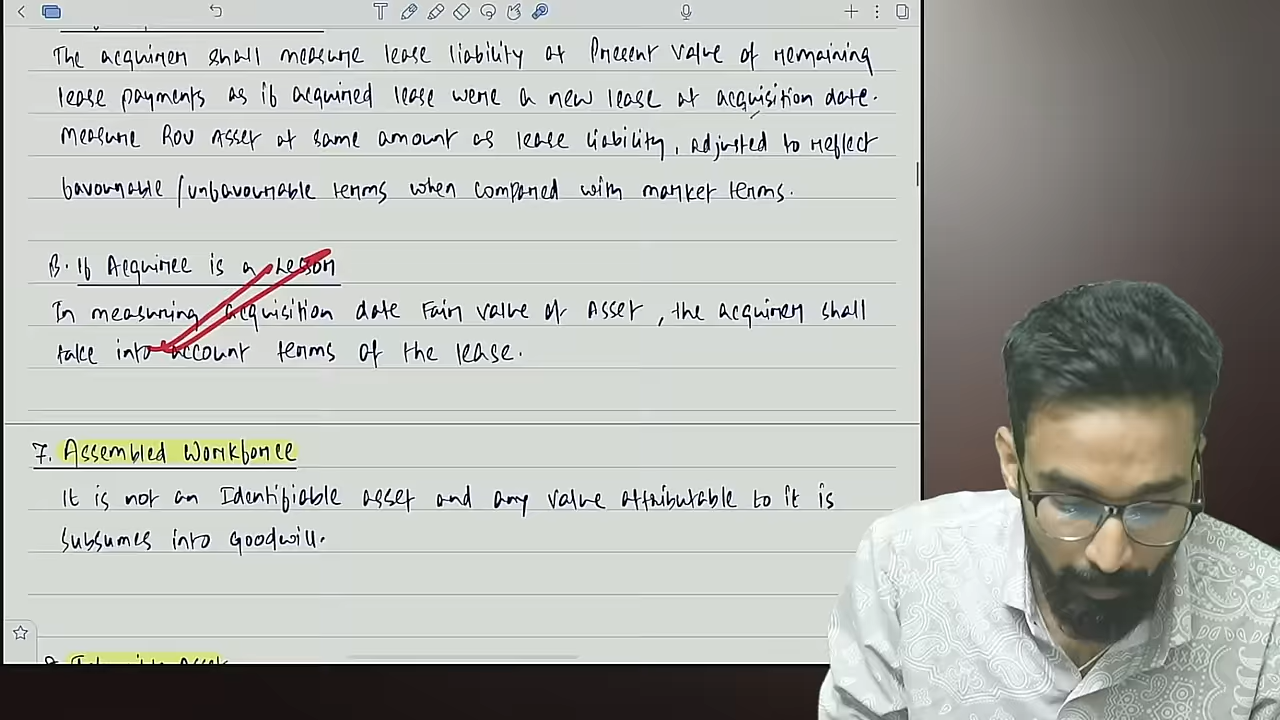 The acquirer shall measure lease liability at Present value of remaining
lease payments as if acquired lease were a new lease at acquisition date.
Measure ROU Asset at same amount as lease liability, adjusted to reflect
favourable/unfavourable terms when compared with market terms.
B. If Acquiree is a Lessor
In measuring acquisition date Fair value of Asset, the acquirer shall
take into account terms of the lease.
7. Assembled Workforce
It is not an Identifiable asset and any value attributable to it is
subsumes into Goodwill.